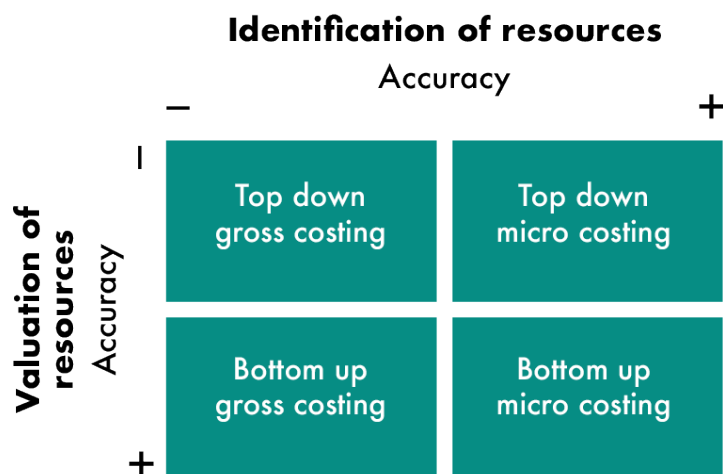 Identification of resources
Accuracy
– +
Valuation of
resources
Accuracy
–
+
Top down
gross costing
Top down
micro costing
Bottom up
gross costing
Bottom up
micro costing